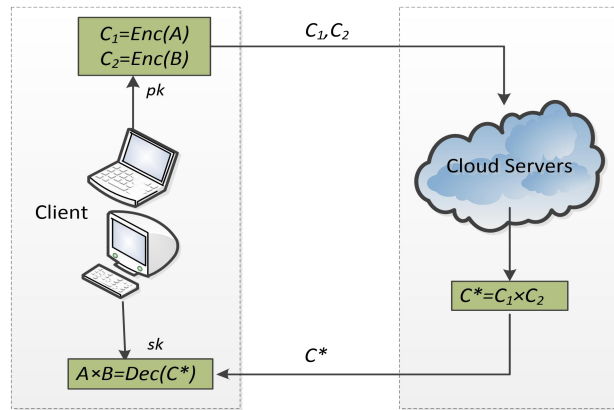 C₁=Enc(A)
C₂=Enc(B)
C₁,C₂
pk
Client
Cloud Servers
C*=C₁×C₂
sk
C*
A×B=Dec(C*)